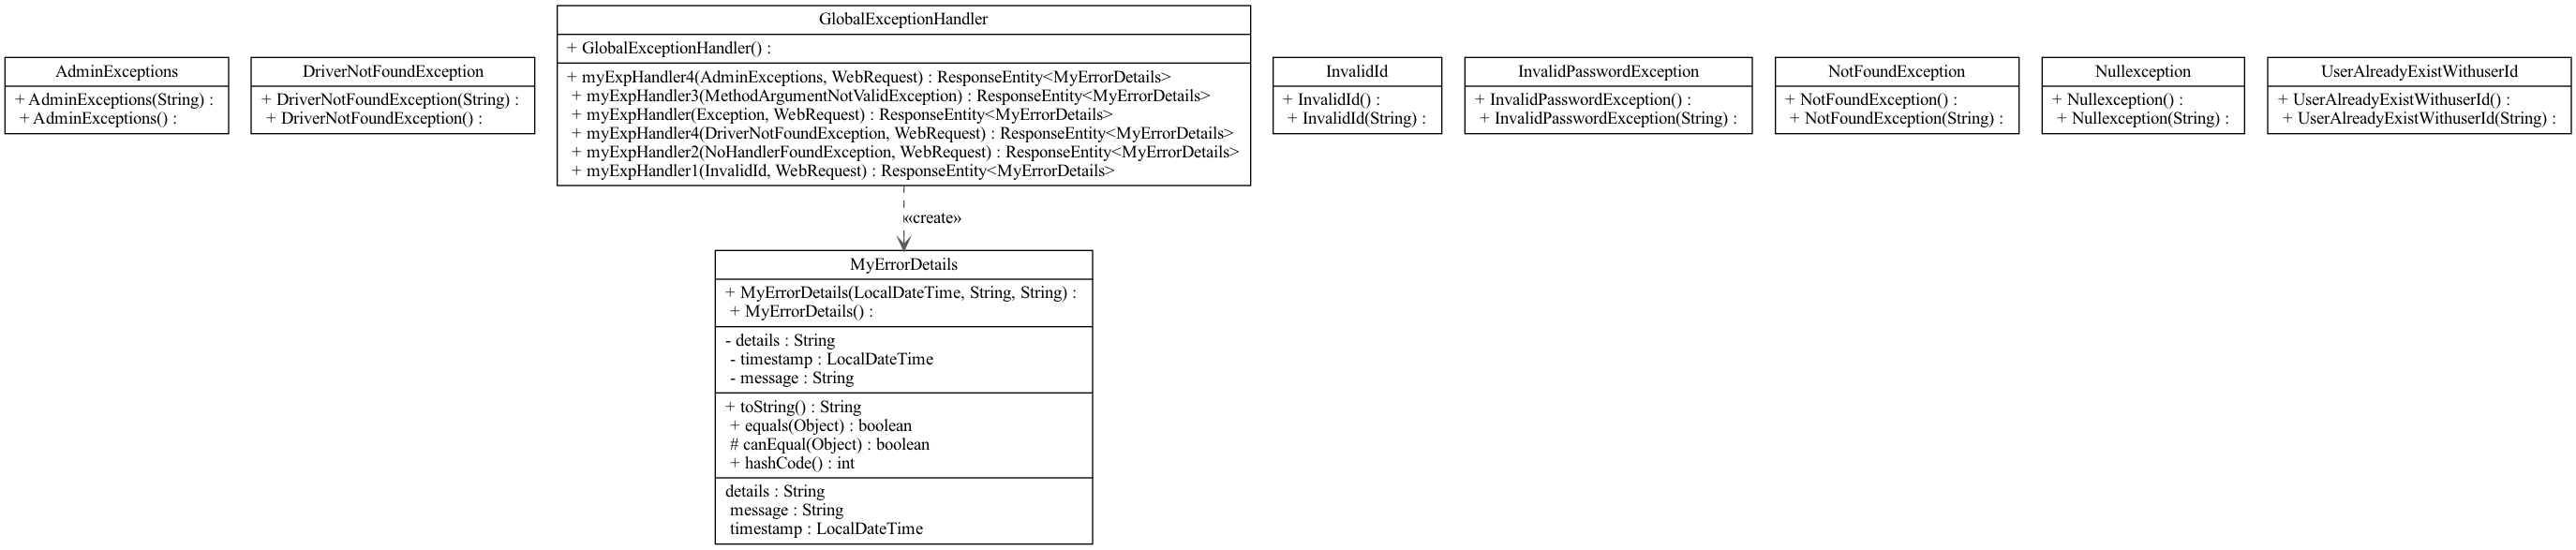 AdminExceptions
+ AdminExceptions(String) :
+ AdminExceptions() :
DriverNotFoundException
+ DriverNotFoundException(String) :
+ DriverNotFoundException() :
GlobalExceptionHandler
+ GlobalExceptionHandler() :
+ myExpHandler4(AdminExceptions, WebRequest) : ResponseEntity<MyErrorDetails>
+ myExpHandler3(MethodArgumentNotValidException) : ResponseEntity<MyErrorDetails>
+ myExpHandler(Exception, WebRequest) : ResponseEntity<MyErrorDetails>
+ myExpHandler4(DriverNotFoundException, WebRequest) : ResponseEntity<MyErrorDetails>
+ myExpHandler2(NoHandlerFoundException, WebRequest) : ResponseEntity<MyErrorDetails>
+ myExpHandler1(InvalidId, WebRequest) : ResponseEntity<MyErrorDetails>
InvalidId
+ InvalidId() :
+ InvalidId(String) :
InvalidPasswordException
+ InvalidPasswordException() :
+ InvalidPasswordException(String) :
NotFoundException
+ NotFoundException() :
+ NotFoundException(String) :
Nullexception
+ Nullexception() :
+ Nullexception(String) :
UserAlreadyExistWithuserId
+ UserAlreadyExistWithuserId() :
+ UserAlreadyExistWithuserId(String) :
«create»
MyErrorDetails
+ MyErrorDetails(LocalDateTime, String, String) :
+ MyErrorDetails() :
- details : String
- timestamp : LocalDateTime
- message : String
+ toString() : String
+ equals(Object) : boolean
# canEqual(Object) : boolean
+ hashCode() : int
details : String
message : String
timestamp : LocalDateTime